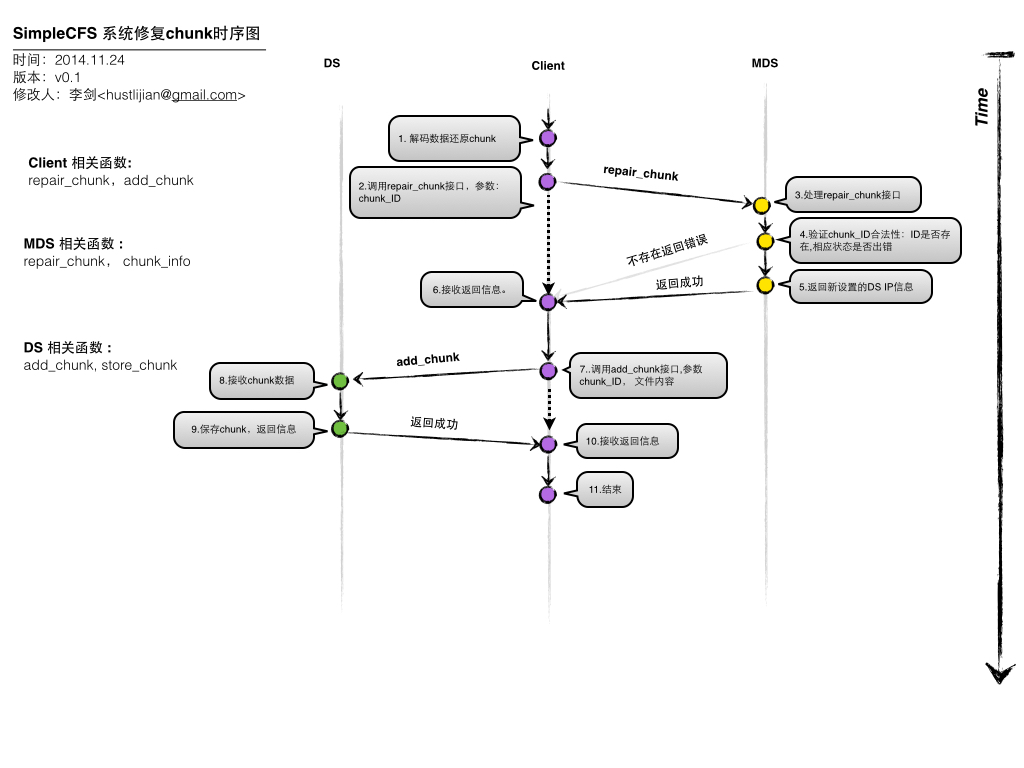 SimpleCFS 系统修复chunk时序图
时间：2014.11.24
版本：v0.1
修改人：李剑<hustlijian@gmail.com>
DS
Client
MDS
Time
Client 相关函数:
repair_chunk，add_chunk
MDS 相关函数：
repair_chunk， chunk_info
DS 相关函数：
add_chunk, store_chunk
1. 解码数据还原chunk
2.调用repair_chunk接口，参数：
chunk_ID
repair_chunk
3.处理repair_chunk接口
4.验证chunk_ID合法性：ID是否存
在,相应状态是否出错
不存在返回错误
5.返回新设置的DS IP信息
返回成功
6.接收返回信息。
7..调用add_chunk接口,参数
chunk_ID， 文件内容
add_chunk
8.接收chunk数据
9.保存chunk，返回信息
返回成功
10.接收返回信息
11.结束